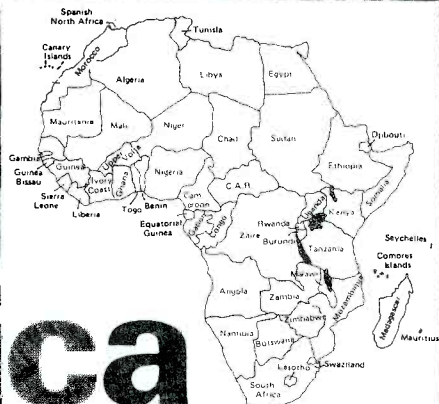 Spanish
North Africa
Tunisia
Canary
Islands
Morocco
Algeria
Libya
Egypt
Mauritania
Mali
Niger
Chad
Sudan
Djibouti
Gambia
Guinea
Bissau
Guinea
Upper
Volta
Ivory
Coast
Ghana
Nigeria
Ethiopia
Somalia
C.A.R.
Sierra
Leone
Liberia
Togo
Benin
Cam
eroon
Equatorial
Guinea
Gabon
Congo
Uganda
Kenya
Rwanda
Zaire
Burundi
Tanzania
Seychelles
Comores
Islands
Malawi
Angola
Zambia
Mozambique
Madagascar
Mauritius
Zimbabwe
Namibia
Botswana
Swaziland
Lesotho
South
Africa
ca